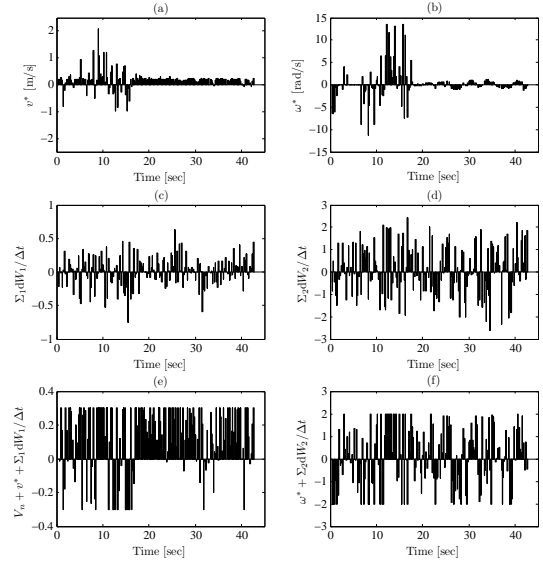 (a)
2
1
0
−1
−2
v* [m/s]
0 10 20 30 40
Time [sec]
(b)
15
10
5
0
−5
−10
−15
ω* [rad/s]
0 10 20 30 40
Time [sec]
(c)
1
0.5
0
−0.5
−1
Σ₁dW₁/Δt
0 10 20 30 40
Time [sec]
(d)
3
2
1
0
−1
−2
−3
Σ₂dW₂/Δt
0 10 20 30 40
Time [sec]
(e)
0.4
0.2
0
−0.2
−0.4
Vₙ + v* + Σ₁dW₁/Δt
0 10 20 30 40
Time [sec]
(f)
3
2
1
0
−1
−2
−3
ω* + Σ₂dW₂/Δt
0 10 20 30 40
Time [sec]